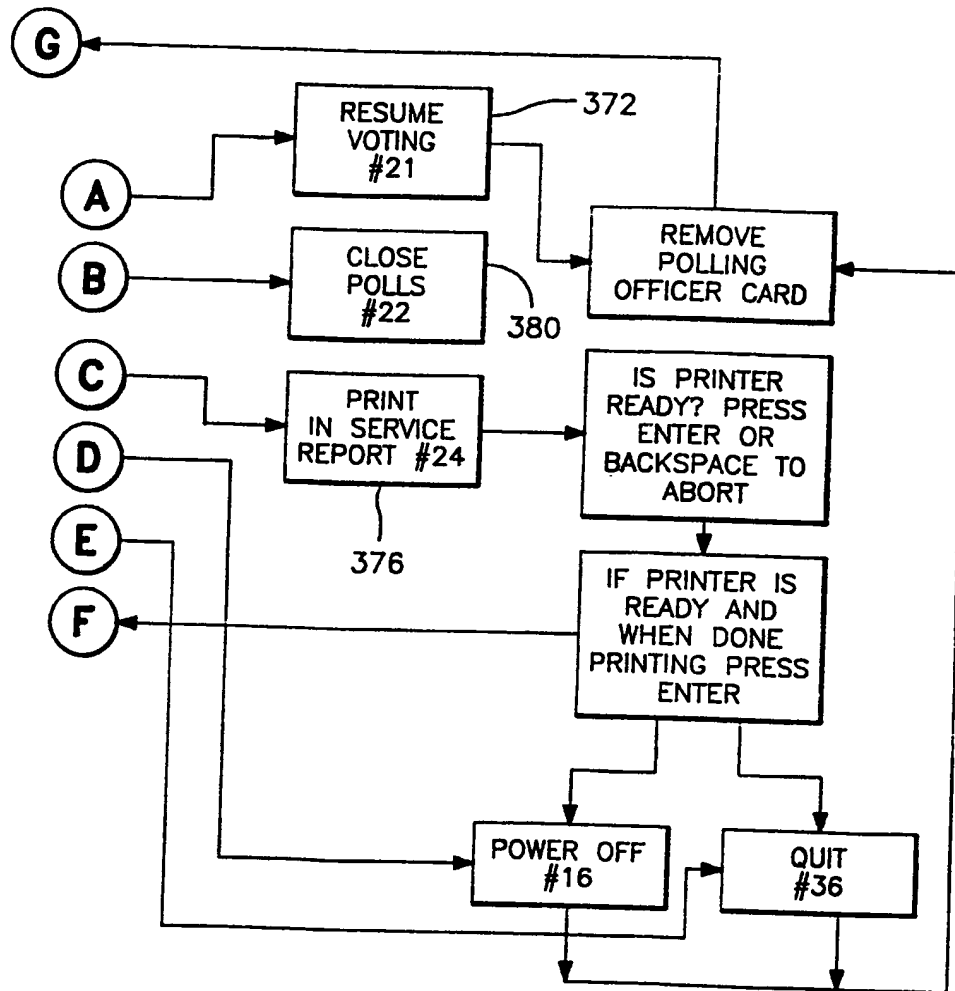 G
RESUME
VOTING
#21
372
A
REMOVE
POLLING
OFFICER CARD
B
CLOSE
POLLS
#22
380
C
PRINT
IN SERVICE
REPORT #24
376
IS PRINTER
READY? PRESS
ENTER OR
BACKSPACE TO
ABORT
D
E
F
IF PRINTER IS
READY AND
WHEN DONE
PRINTING PRESS
ENTER
POWER OFF
#16
QUIT
#36